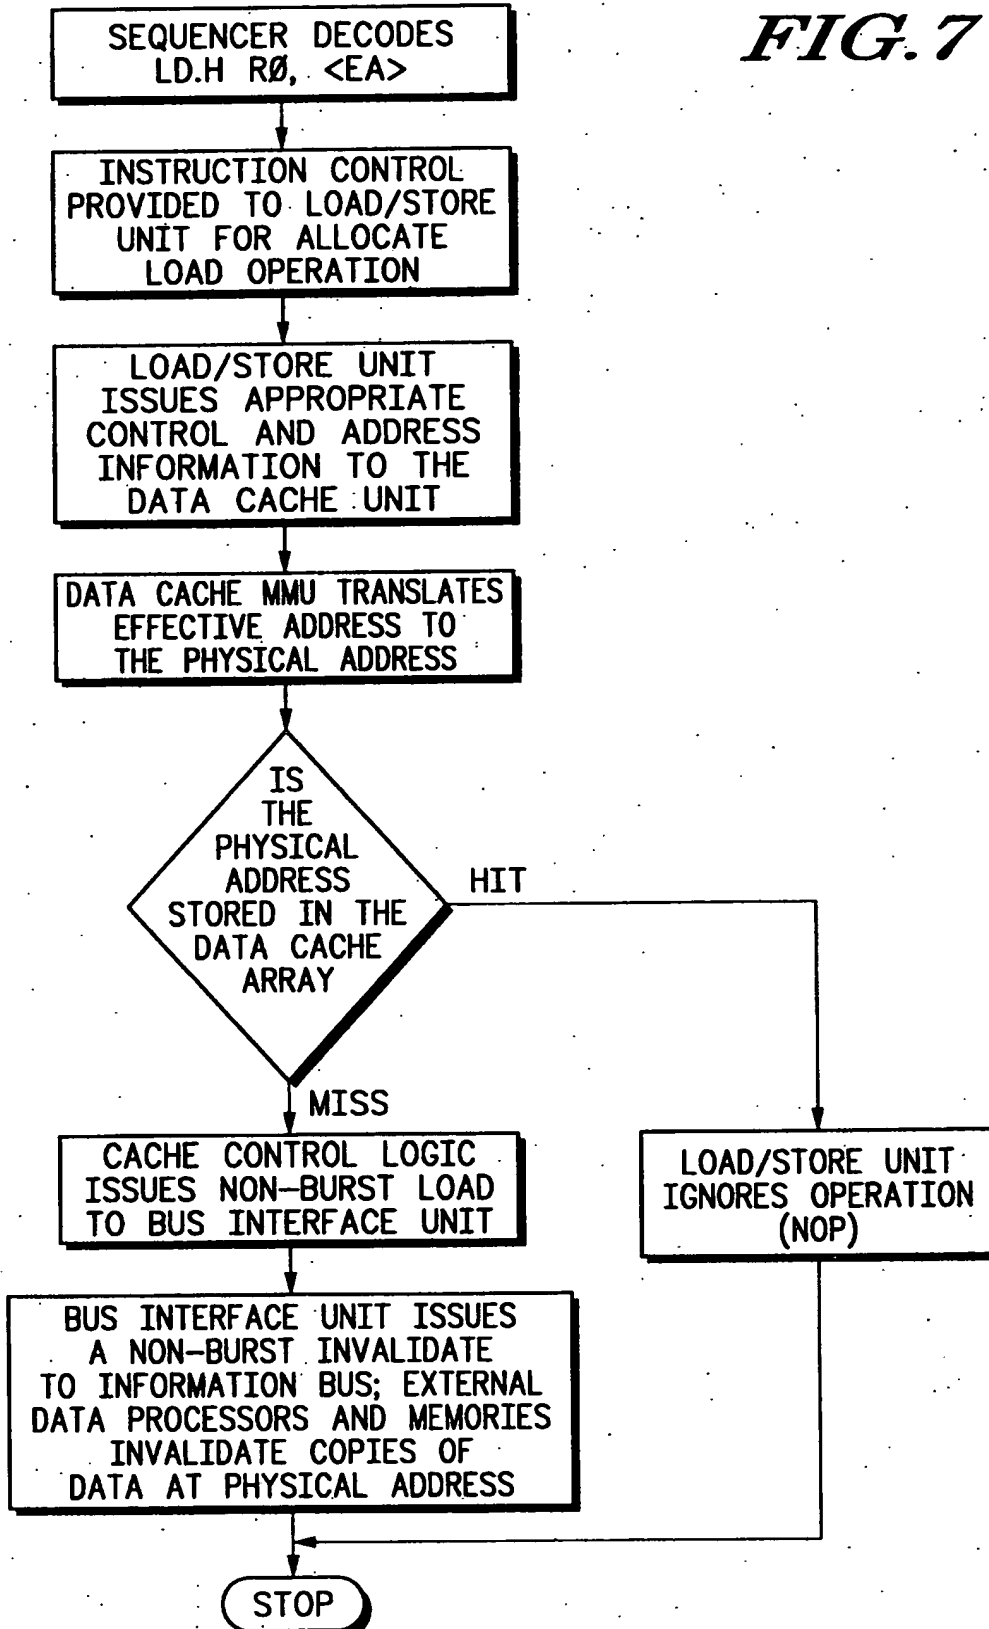 FIG.7
SEQUENCER DECODES
LD.H RØ, <EA>
INSTRUCTION CONTROL
PROVIDED TO LOAD/STORE
UNIT FOR ALLOCATE
LOAD OPERATION
LOAD/STORE UNIT
ISSUES APPROPRIATE
CONTROL AND ADDRESS
INFORMATION TO THE
DATA CACHE UNIT
DATA CACHE MMU TRANSLATES
EFFECTIVE ADDRESS TO
THE PHYSICAL ADDRESS
IS
THE
PHYSICAL
ADDRESS
STORED IN THE
DATA CACHE
ARRAY
HIT
MISS
CACHE CONTROL LOGIC
ISSUES NON-BURST LOAD
TO BUS INTERFACE UNIT
LOAD/STORE UNIT
IGNORES OPERATION
(NOP)
BUS INTERFACE UNIT ISSUES
A NON-BURST INVALIDATE
TO INFORMATION BUS; EXTERNAL
DATA PROCESSORS AND MEMORIES
INVALIDATE COPIES OF
DATA AT PHYSICAL ADDRESS
STOP